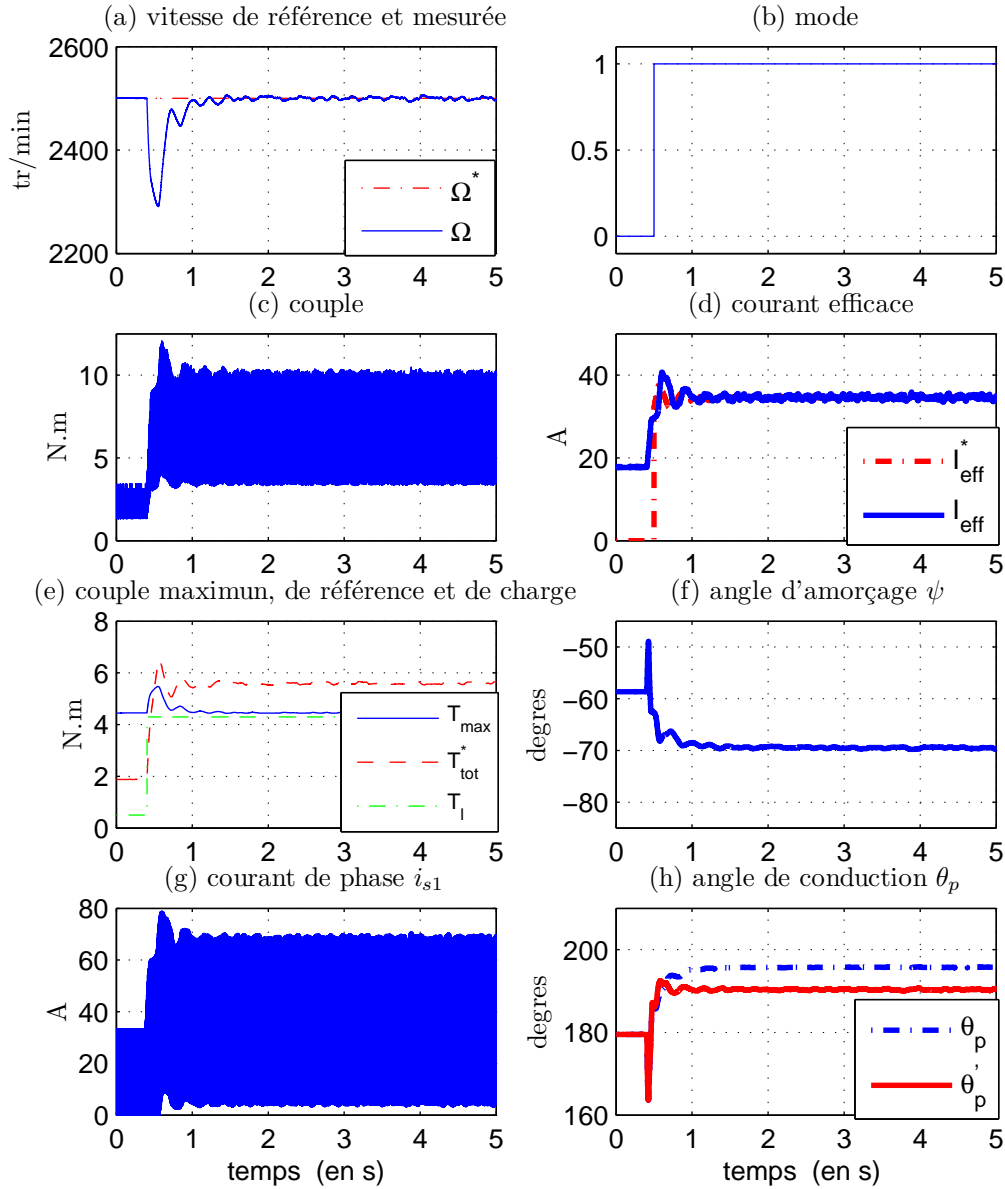 (a) vitesse de référence et mesurée
2600
2400
2200
tr/min
0 1 2 3 4 5
Ω*
Ω
(b) mode
1
0.5
0
0 1 2 3 4 5
(c) couple
10
5
0
N.m
0 1 2 3 4 5
(d) courant efficace
40
20
0
A
0 1 2 3 4 5
I*eff
Ieff
(e) couple maximun, de référence et de charge
8
6
4
2
0
N.m
0 1 2 3 4 5
Tmax
T*tot
Tl
(f) angle d'amorçage ψ
−50
−60
−70
−80
degres
0 1 2 3 4 5
(g) courant de phase is1
80
60
40
20
0
A
0 1 2 3 4 5
temps (en s)
(h) angle de conduction θp
200
180
160
degres
0 1 2 3 4 5
temps (en s)
θp
θ'p